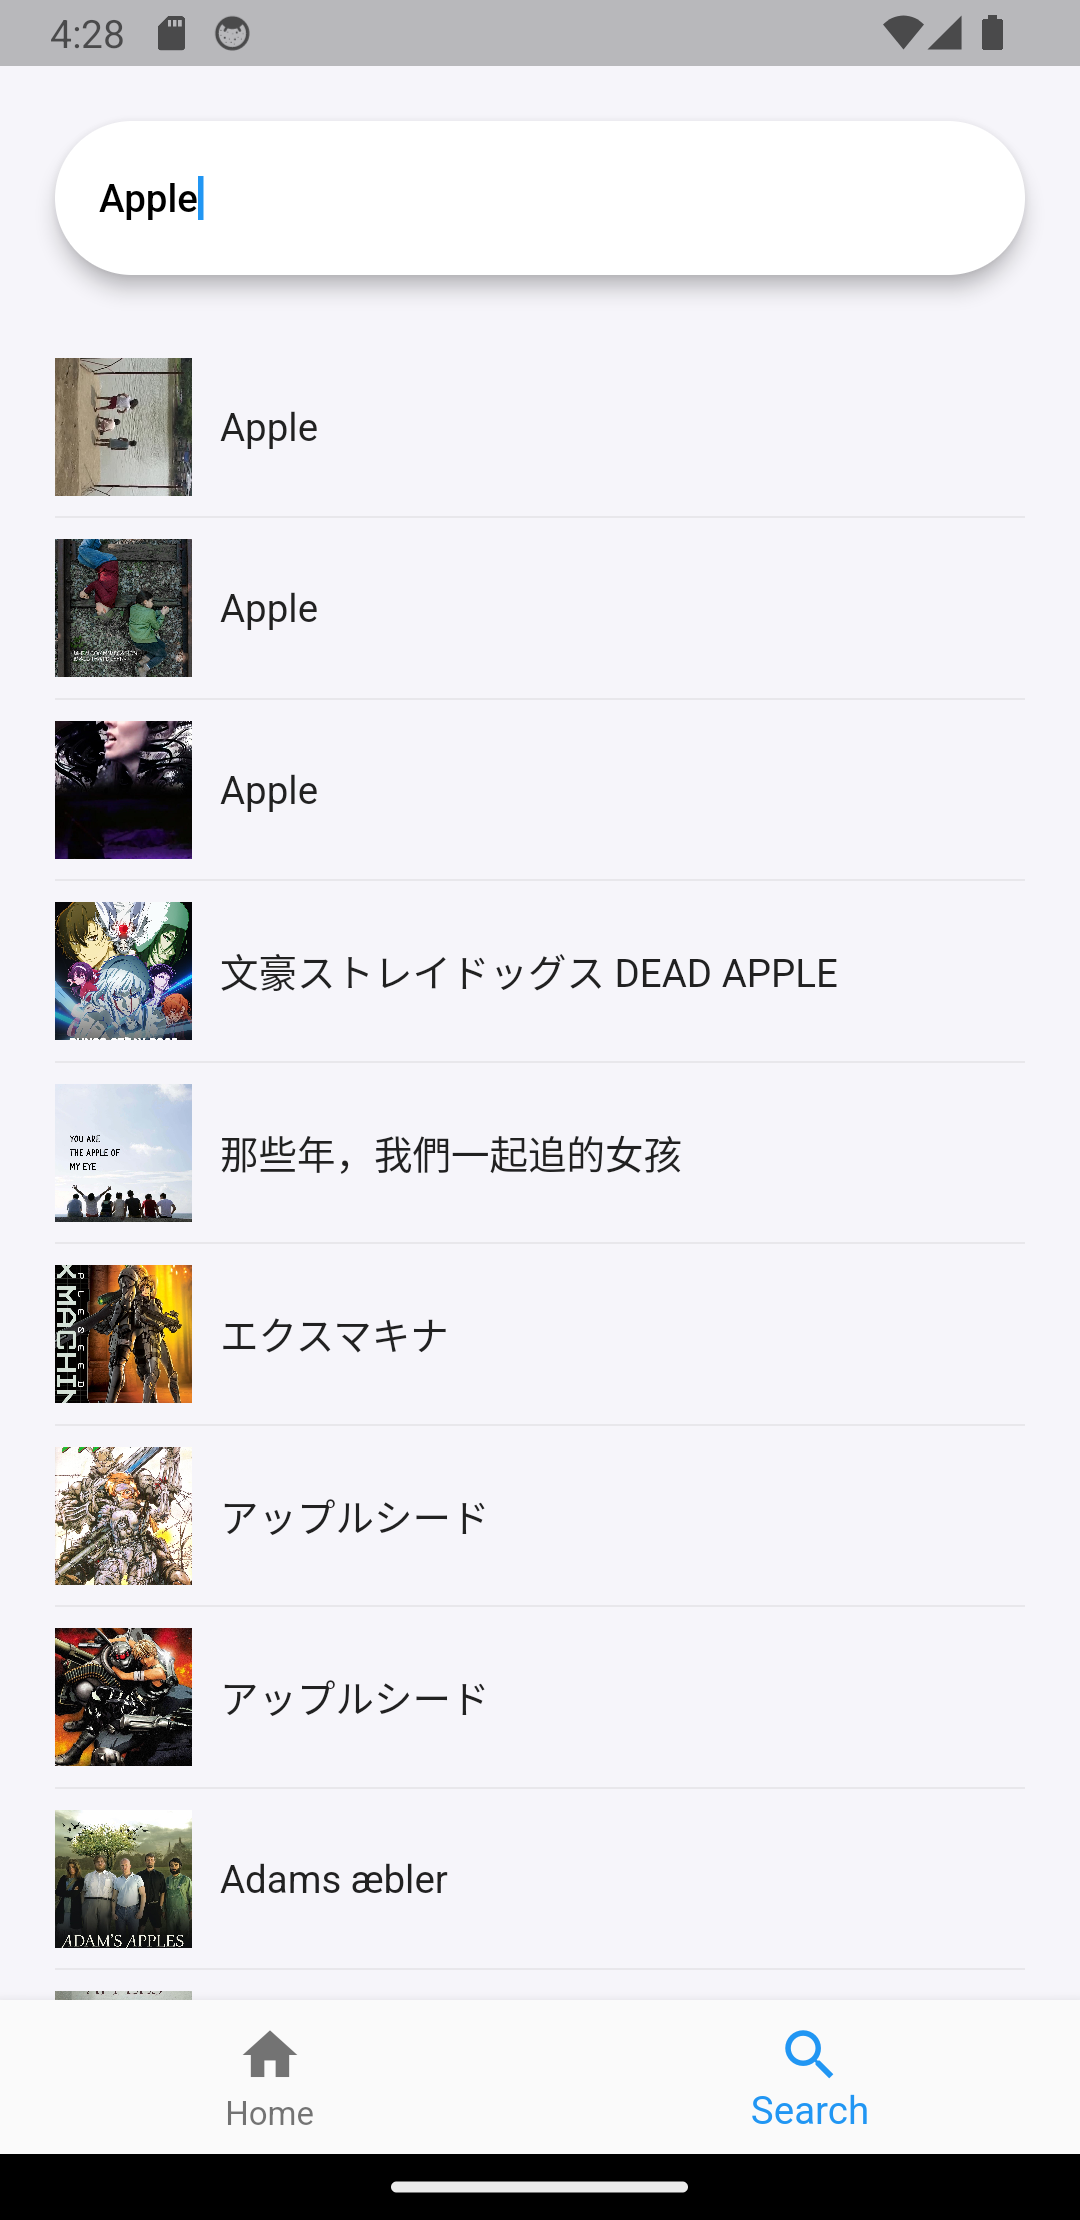 4:28
Apple
Apple
Apple
Apple
文豪ストレイドッグス DEAD APPLE
YOU ARE
THE APPLE OF
MY EYE
那些年，我們一起追的女孩
X MACHIN
PLESEED
エクスマキナ
アップルシード
アップルシード
ADAM'S APPLES
Adams æbler
Home
Search